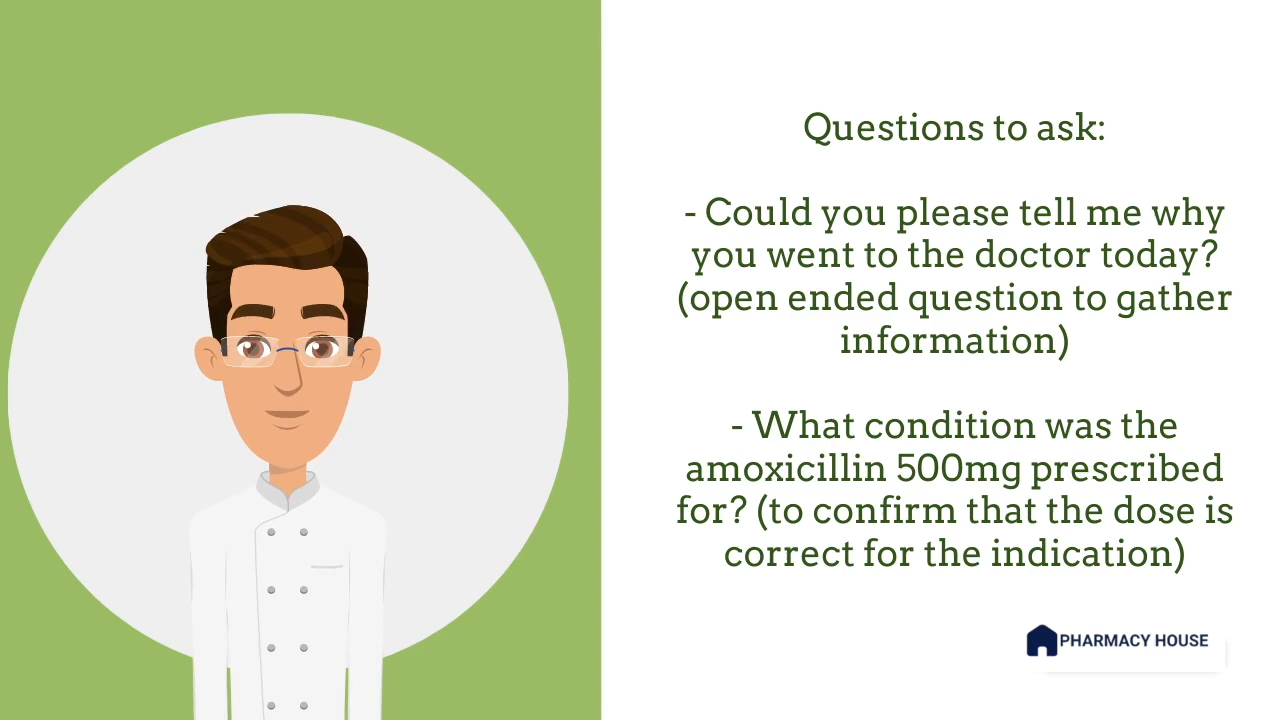 Questions to ask:
- Could you please tell me why
you went to the doctor today?
(open ended question to gather
information)
- What condition was the
amoxicillin 500mg prescribed
for? (to confirm that the dose is
correct for the indication)
PHARMACY HOUSE